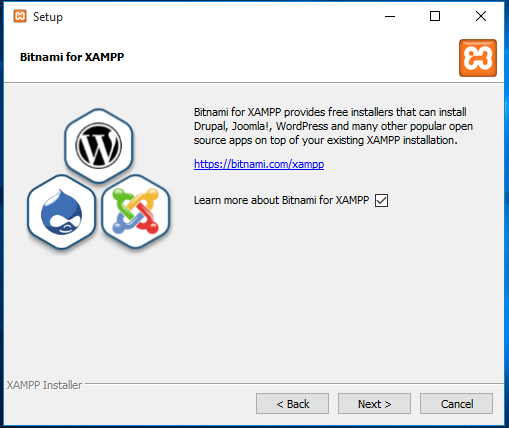 Setup
Bitnami for XAMPP
Bitnami for XAMPP provides free installers that can install
Drupal, Joomla!, WordPress and many other popular open
source apps on top of your existing XAMPP installation.
https://bitnami.com/xampp
Learn more about Bitnami for XAMPP
XAMPP Installer
< Back
Next >
Cancel